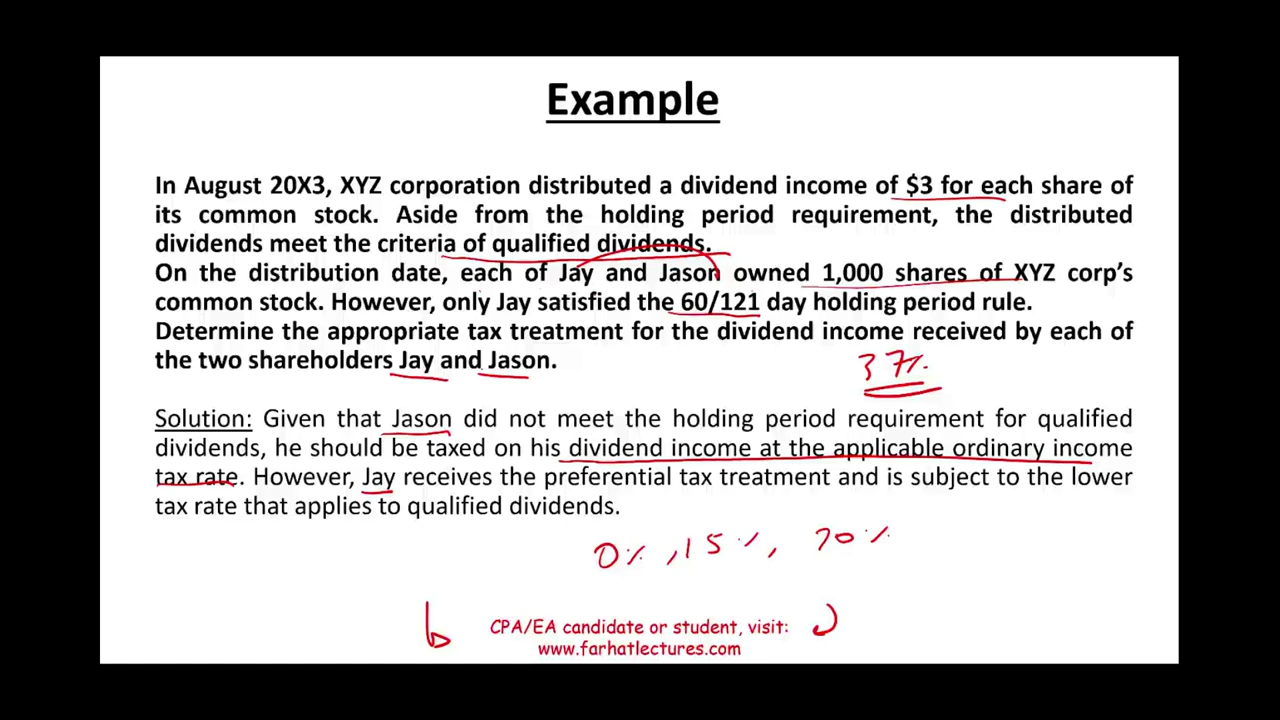 Example
In August 20X3, XYZ corporation distributed a dividend income of $3 for each share of
its common stock. Aside from the holding period requirement, the distributed
dividends meet the criteria of qualified dividends.
On the distribution date, each of Jay and Jason owned 1,000 shares of XYZ corp's
common stock. However, only Jay satisfied the 60/121 day holding period rule.
Determine the appropriate tax treatment for the dividend income received by each of
the two shareholders Jay and Jason.
37%
Solution: Given that Jason did not meet the holding period requirement for qualified
dividends, he should be taxed on his dividend income at the applicable ordinary income
tax rate. However, Jay receives the preferential tax treatment and is subject to the lower
tax rate that applies to qualified dividends.
0%, 15%, 20%
CPA/EA candidate or student, visit:
www.farhatlectures.com